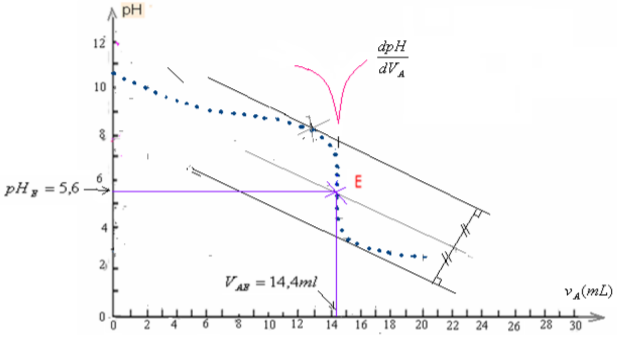 pH
dpH
dV_A
12
10
8
6
pH_E = 5,6
E
4
2
V_AE = 14,4ml
v_A(mL)
0
0 2 4 6 8 10 12 14 16 18 20 22 24 26 28 30